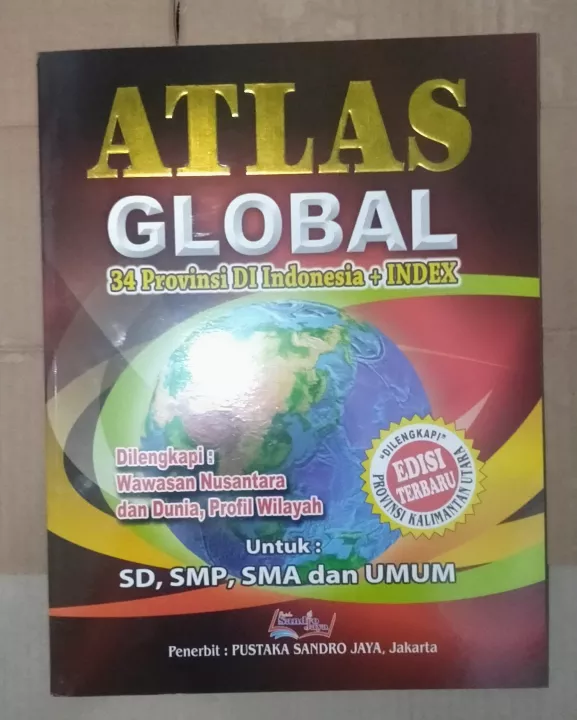 ATLAS
GLOBAL
34 Provinsi DI Indonesia + INDEX
Dilengkapi :
Wawasan Nusantara
dan Dunia, Profil Wilayah
"DILENGKAPI"
EDISI
TERBARU
PROVINSI KALIMANTAN UTARA
Untuk :
SD, SMP, SMA dan UMUM
Sandro
Jaya
Penerbit : PUSTAKA SANDRO JAYA, Jakarta